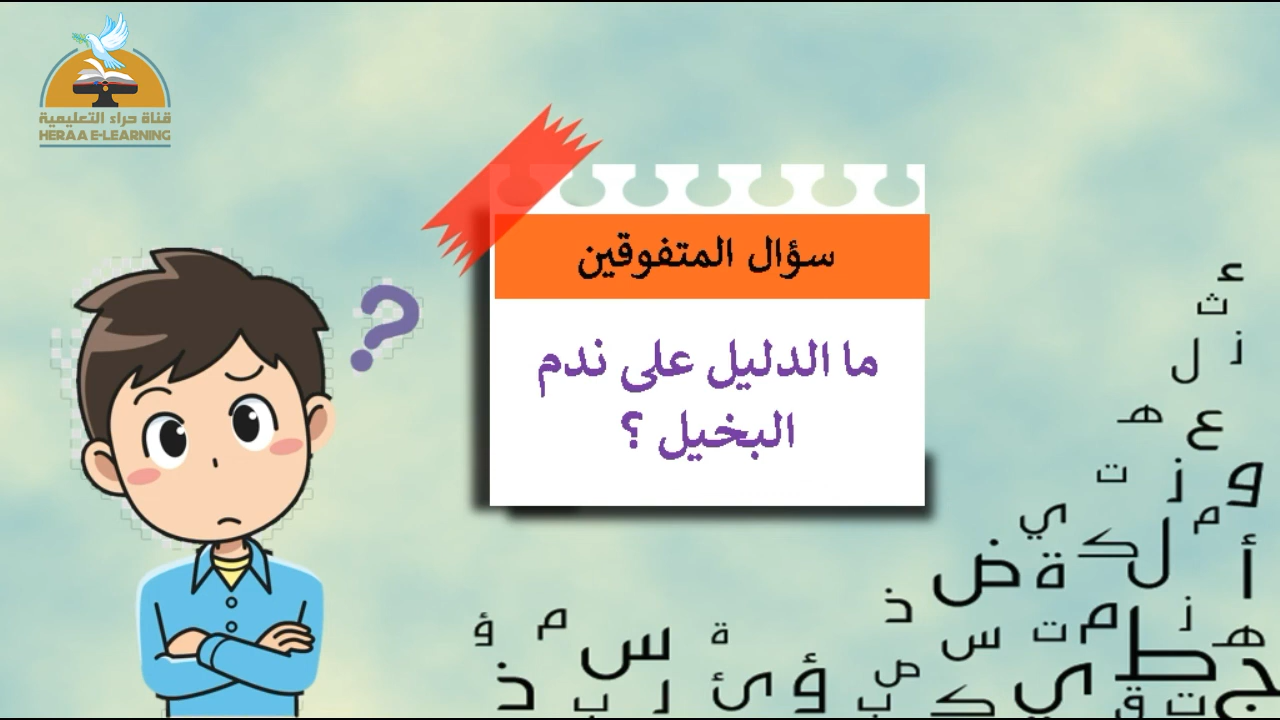 قناة حراء التعليمية
HERAA E-LEARNING
سؤال المتفوقين
ما الدليل على ندم
البخيل ؟